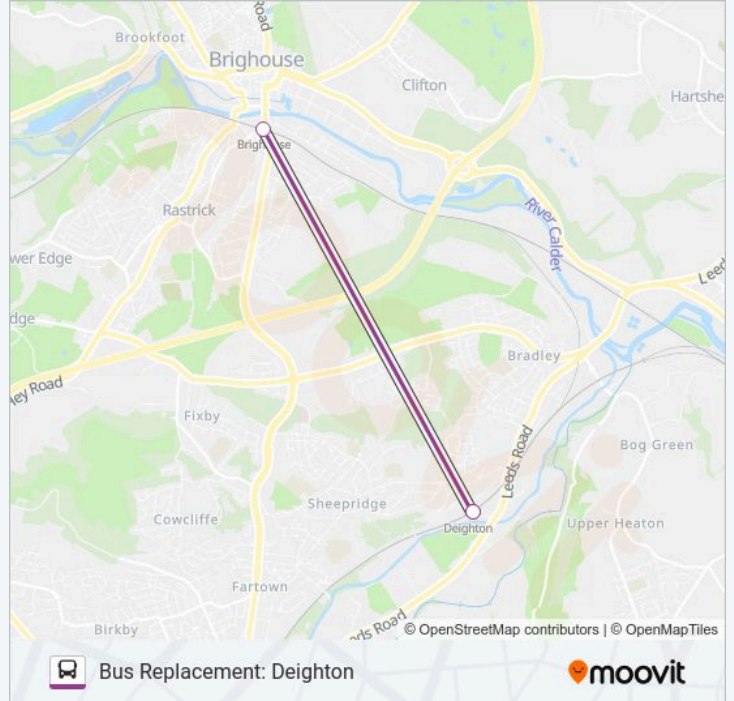 Road
Brookfoot
Brighouse
Clifton
Hartshe
Brighouse
Rastrick
River Calder
wer Edge
Leed
dge
Bradley
ley Road
Fixby
Leeds Road
Bog Green
Sheepridge
Cowcliffe
Deighton
Upper Heaton
Fartown
Birkby
eds Road
© OpenStreetMap contributors | © OpenMapTiles
Bus Replacement: Deighton
moovit